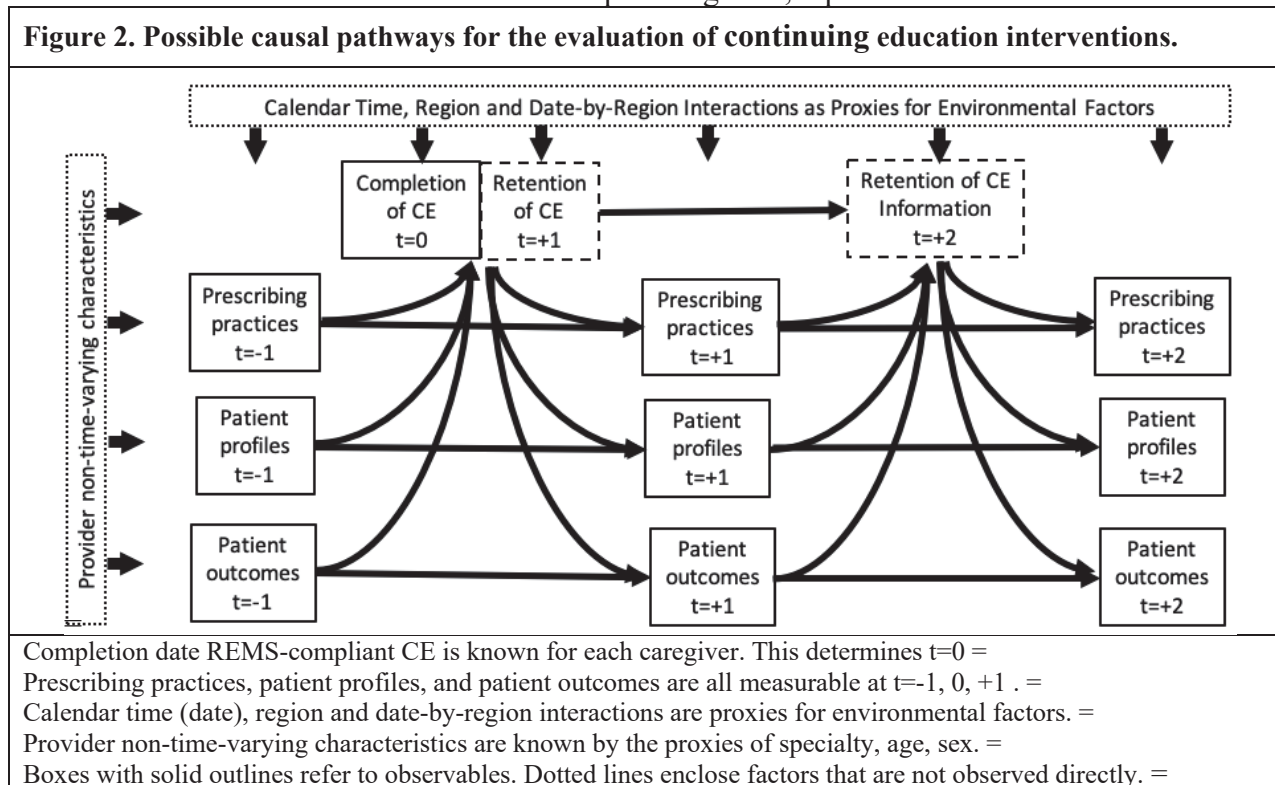 Figure 2. Possible causal pathways for the evaluation of continuing education interventions.
Calendar Time, Region and Date-by-Region Interactions as Proxies for Environmental Factors
Provider non-time-varying characteristics
Completion
of CE
t=0
Retention
of CE
t=+1
Retention of CE
Information
t=+2
Prescribing
practices
t=-1
Prescribing
practices
t=+1
Prescribing
practices
t=+2
Patient
profiles
t=-1
Patient
profiles
t=+1
Patient
profiles
t=+2
Patient
outcomes
t=-1
Patient
outcomes
t=+1
Patient
outcomes
t=+2
=
Completion date REMS-compliant CE is known for each caregiver. This determines t=0 =
Prescribing practices, patient profiles, and patient outcomes are all measurable at t=-1, 0, +1 . =
Calendar time (date), region and date-by-region interactions are proxies for environmental factors. =
Provider non-time-varying characteristics are known by the proxies of specialty, age, sex. =
Boxes with solid outlines refer to observables. Dotted lines enclose factors that are not observed directly. =